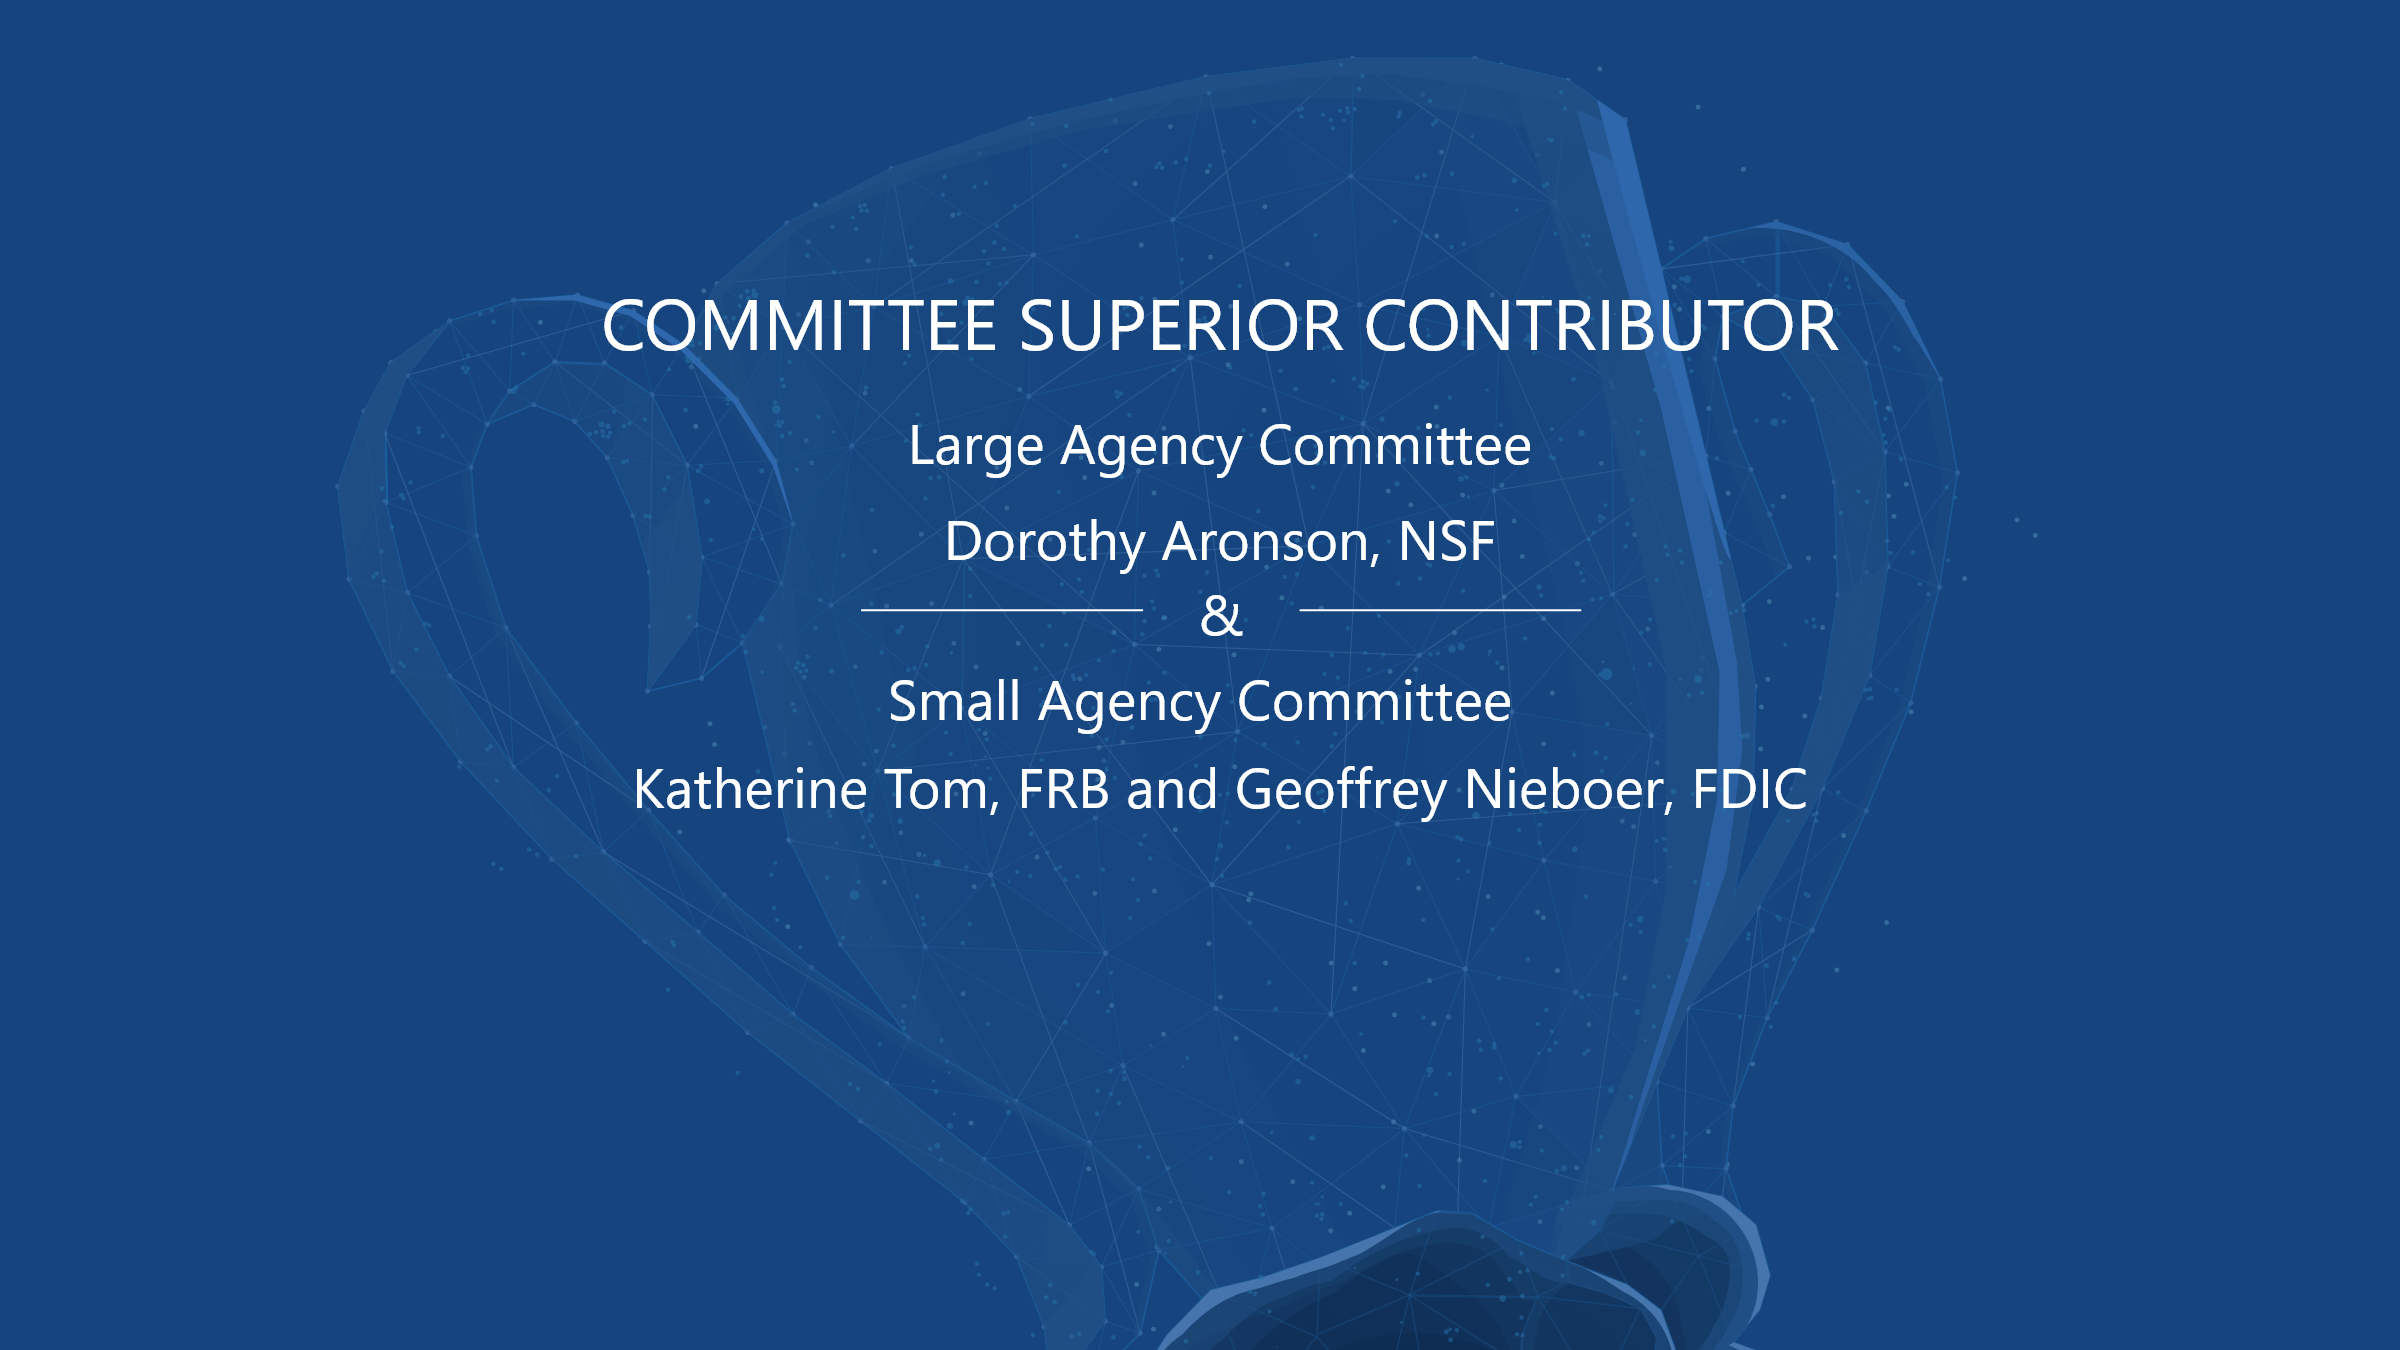 COMMITTEE SUPERIOR CONTRIBUTOR
Large Agency Committee
Dorothy Aronson, NSF
&
Small Agency Committee
Katherine Tom, FRB and Geoffrey Nieboer, FDIC